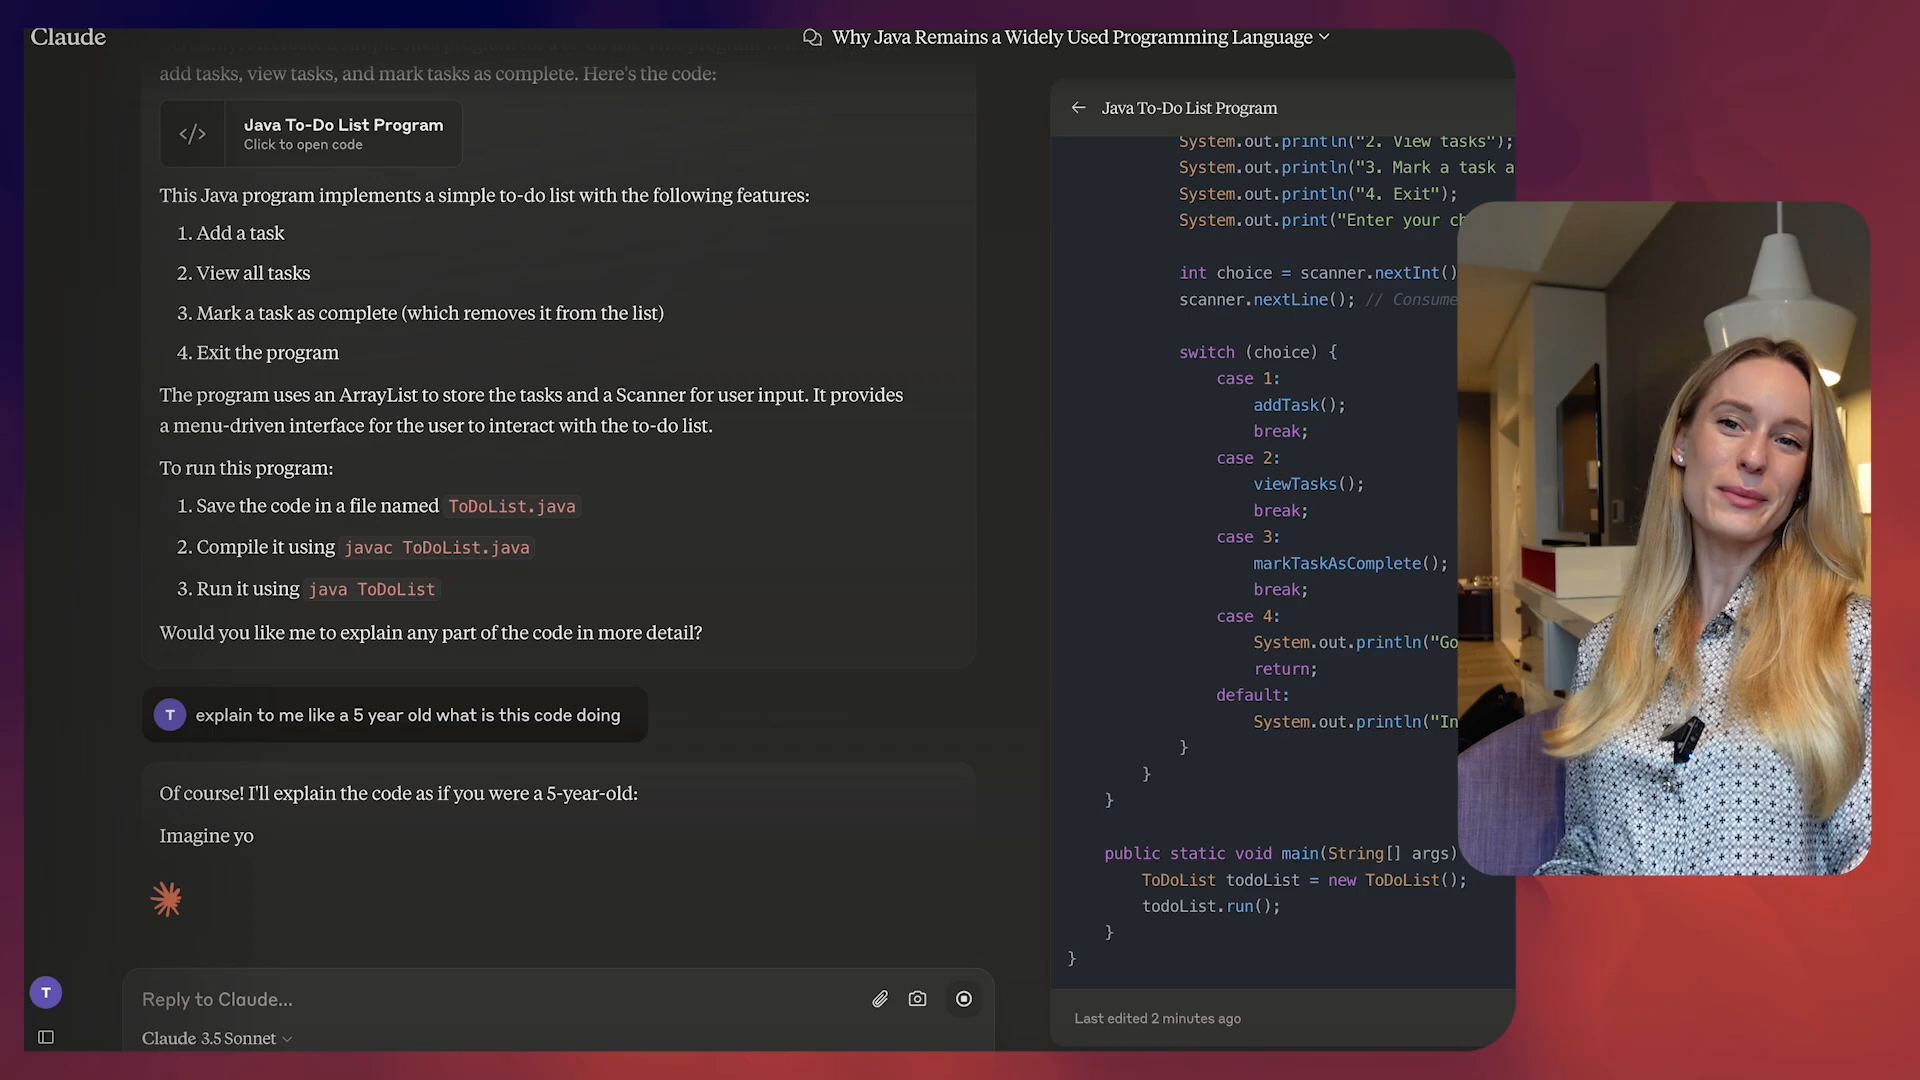 Claude
Why Java Remains a Widely Used Programming Language
add tasks, view tasks, and mark tasks as complete. Here's the code:
</>
Java To-Do List Program
Click to open code
This Java program implements a simple to-do list with the following features:
1. Add a task
2. View all tasks
3. Mark a task as complete (which removes it from the list)
4. Exit the program
The program uses an ArrayList to store the tasks and a Scanner for user input. It provides
a menu-driven interface for the user to interact with the to-do list.
To run this program:
1. Save the code in a file named ToDoList.java
2. Compile it using javac ToDoList.java
3. Run it using java ToDoList
Would you like me to explain any part of the code in more detail?
T explain to me like a 5 year old what is this code doing
Of course! I'll explain the code as if you were a 5-year-old:
Imagine yo
T
Reply to Claude...
Claude 3.5 Sonnet
Java To-Do List Program
System.out.println("2. View tasks");
System.out.println("3. Mark a task a
System.out.println("4. Exit");
System.out.print("Enter your ch
int choice = scanner.nextInt()
scanner.nextLine(); // Consume
switch (choice) {
case 1:
addTask();
break;
case 2:
viewTasks();
break;
case 3:
markTaskAsComplete();
break;
case 4:
System.out.println("Go
return;
default:
System.out.println("In
}
}
}
public static void main(String[] args)
ToDoList todoList = new ToDoList();
todoList.run();
}
}
Last edited 2 minutes ago